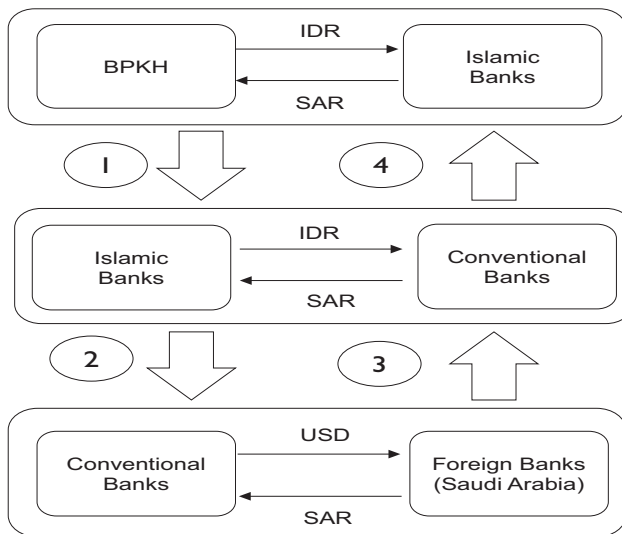 IDR
BPKH
Islamic
Banks
SAR
1
4
IDR
Islamic
Banks
Conventional
Banks
SAR
2
3
USD
Conventional
Banks
Foreign Banks
(Saudi Arabia)
SAR